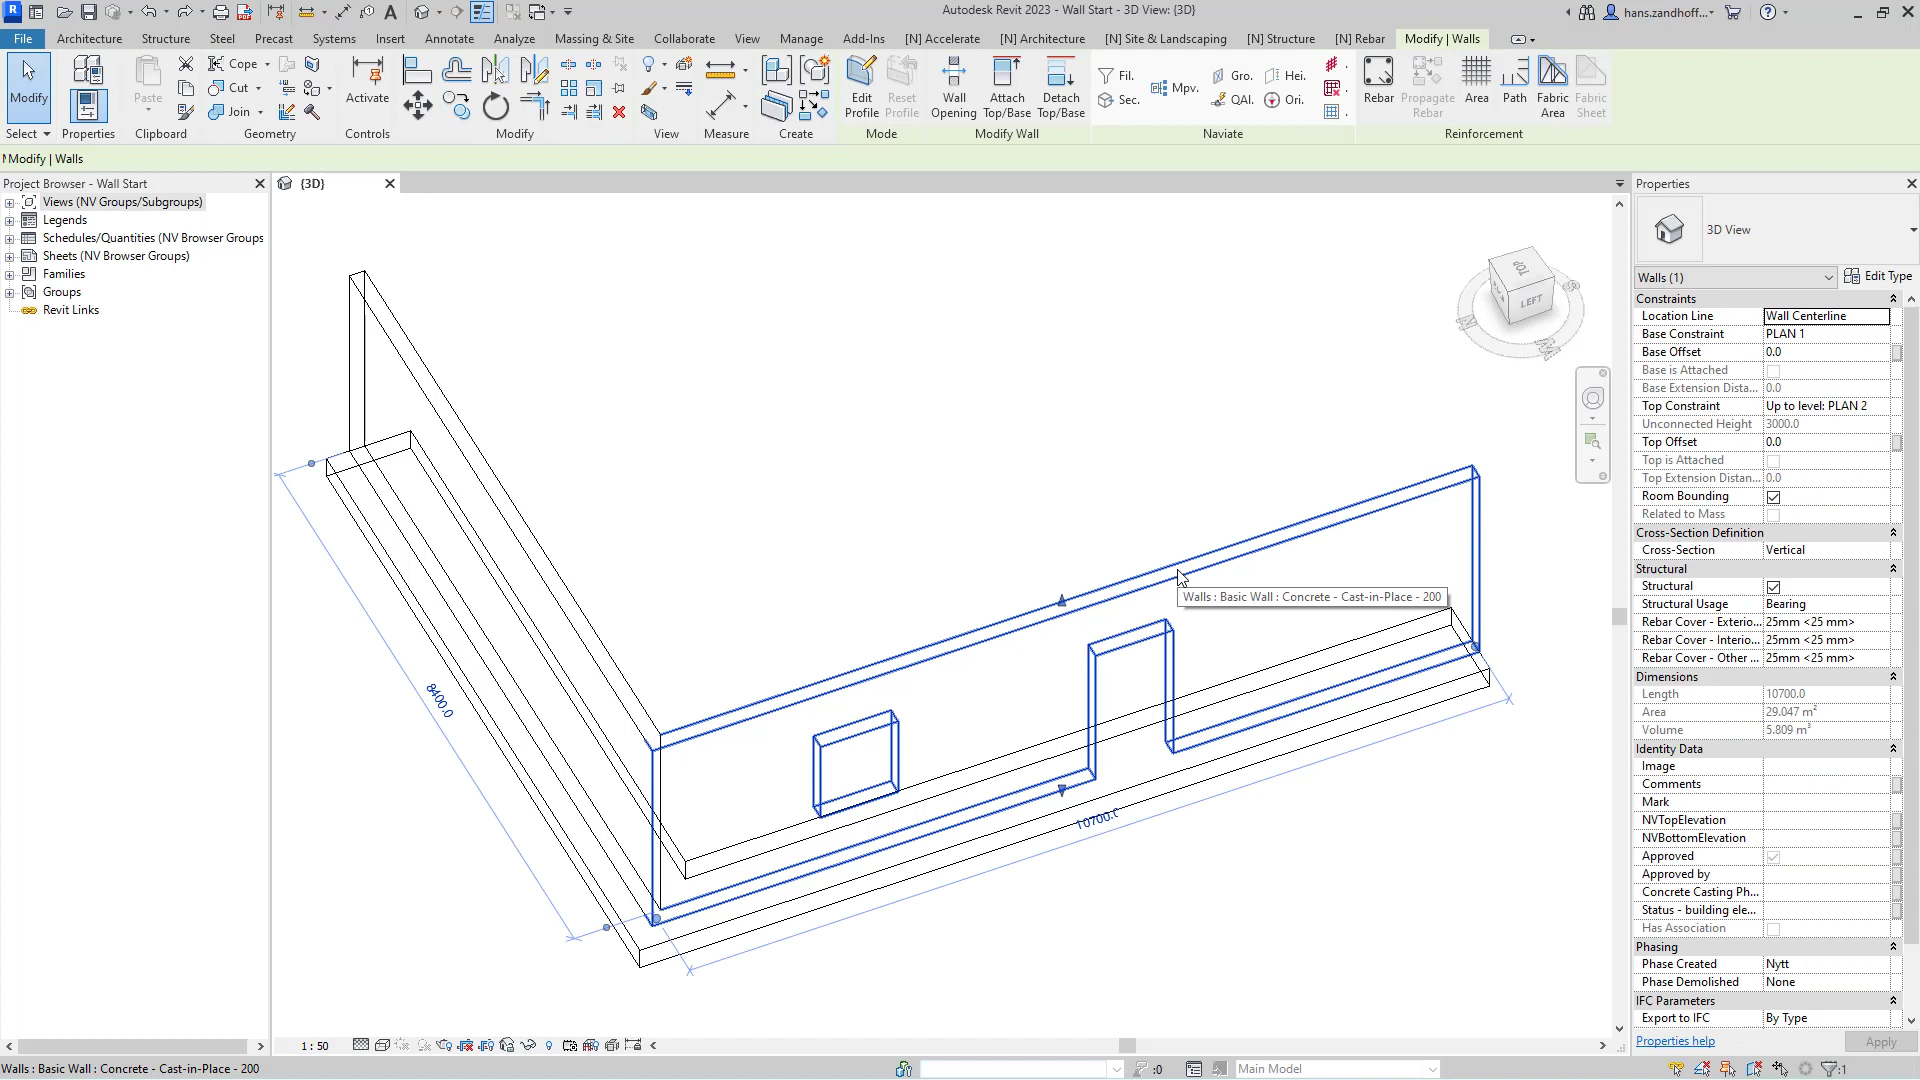 Autodesk Revit 2023 - Wall Start - 3D View: {3D}
hans.zandhoff...
File Architecture Structure Steel Precast Systems Insert Annotate Analyze Massing & Site Collaborate View Manage Add-Ins [N] Accelerate [N] Architecture [N] Site & Landscaping [N] Structure [N] Rebar Modify | Walls
Modify
Paste
Cope
Cut
Join
Activate
Edit Profile
Reset Profile
Wall Opening
Attach Top/Base
Detach Top/Base
Fil.
Sec.
Mpv.
Gro.
QAl.
Hei.
Ori.
Rebar
Propagate Rebar
Area
Path
Fabric Area
Fabric Sheet
Select Properties Clipboard Geometry Controls Modify View Measure Create Mode Modify Wall Naviate Reinforcement
Modify | Walls
Project Browser - Wall Start
Views (NV Groups/Subgroups)
Legends
Schedules/Quantities (NV Browser Groups
Sheets (NV Browser Groups)
Families
Groups
Revit Links
{3D}
TOP
LEFT
Walls : Basic Wall : Concrete - Cast-in-Place - 200
8400.0
10700.0
Properties
3D View
Walls (1) Edit Type
Constraints
Location Line Wall Centerline
Base Constraint PLAN 1
Base Offset 0.0
Base is Attached
Base Extension Dista... 0.0
Top Constraint Up to level: PLAN 2
Unconnected Height 3000.0
Top Offset 0.0
Top is Attached
Top Extension Distan... 0.0
Room Bounding
Related to Mass
Cross-Section Definition
Cross-Section Vertical
Structural
Structural
Structural Usage Bearing
Rebar Cover - Exterio... 25mm <25 mm>
Rebar Cover - Interio... 25mm <25 mm>
Rebar Cover - Other ... 25mm <25 mm>
Dimensions
Length 10700.0
Area 29.047 m²
Volume 5.809 m³
Identity Data
Image
Comments
Mark
NVTopElevation
NVBottomElevation
Approved
Approved by
Concrete Casting Ph...
Status - building ele...
Has Association
Phasing
Phase Created Nytt
Phase Demolished None
IFC Parameters
Export to IFC By Type
Properties help Apply
1 : 50
Walls : Basic Wall : Concrete - Cast-in-Place - 200
:0
Main Model
:1